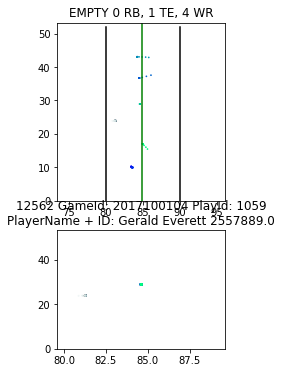 EMPTY 0 RB, 1 TE, 4 WR
50
40
30
20
10
0
75 80 85 90 95
12562 GameId: 2017100104 PlayId: 1059
PlayerName + ID: Gerald Everett 2557889.0
40
20
0
80.0 82.5 85.0 87.5